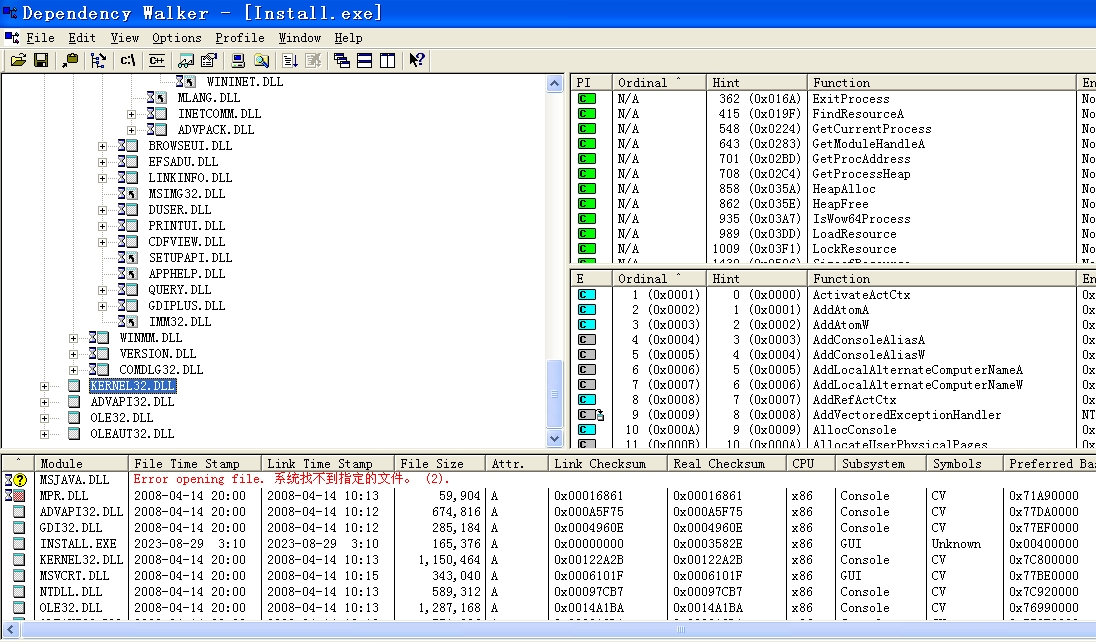 Dependency Walker - [Install.exe]
File Edit View Options Profile Window Help
c:\ C++
WININET.DLL
MLANG.DLL
INETCOMM.DLL
ADVPACK.DLL
BROWSEUI.DLL
EFSADU.DLL
LINKINFO.DLL
MSIMG32.DLL
DUSER.DLL
PRINTUI.DLL
CDFVIEW.DLL
SETUPAPI.DLL
APPHELP.DLL
QUERY.DLL
GDIPLUS.DLL
IMM32.DLL
WINMM.DLL
VERSION.DLL
COMDLG32.DLL
KERNEL32.DLL
ADVAPI32.DLL
OLE32.DLL
OLEAUT32.DLL
PI Ordinal ^ Hint Function En
C N/A 362 (0x016A) ExitProcess No
C N/A 415 (0x019F) FindResourceA No
C N/A 548 (0x0224) GetCurrentProcess No
C N/A 643 (0x0283) GetModuleHandleA No
C N/A 701 (0x02BD) GetProcAddress No
C N/A 708 (0x02C4) GetProcessHeap No
C N/A 858 (0x035A) HeapAlloc No
C N/A 862 (0x035E) HeapFree No
C N/A 935 (0x03A7) IsWow64Process No
C N/A 989 (0x03DD) LoadResource No
C N/A 1009 (0x03F1) LockResource No
E Ordinal ^ Hint Function En
C 1 (0x0001) 0 (0x0000) ActivateActCtx 0x
C 2 (0x0002) 1 (0x0001) AddAtomA 0x
C 3 (0x0003) 2 (0x0002) AddAtomW 0x
C 4 (0x0004) 3 (0x0003) AddConsoleAliasA 0x
C 5 (0x0005) 4 (0x0004) AddConsoleAliasW 0x
C 6 (0x0006) 5 (0x0005) AddLocalAlternateComputerNameA 0x
C 7 (0x0007) 6 (0x0006) AddLocalAlternateComputerNameW 0x
C 8 (0x0008) 7 (0x0007) AddRefActCtx 0x
C 9 (0x0009) 8 (0x0008) AddVectoredExceptionHandler NT
C 10 (0x000A) 9 (0x0009) AllocConsole 0x
C 11 (0x000B) 10 (0x000A) AllocateUserPhysicalPages 0x
^ Module File Time Stamp Link Time Stamp File Size Attr. Link Checksum Real Checksum CPU Subsystem Symbols Preferred Ba
? MSJAVA.DLL Error opening file. 系统找不到指定的文件。 (2).
MPR.DLL 2008-04-14 20:00 2008-04-14 10:13 59,904 A 0x00016861 0x00016861 x86 Console CV 0x71A90000
ADVAPI32.DLL 2008-04-14 20:00 2008-04-14 10:12 674,816 A 0x000A5F75 0x000A5F75 x86 Console CV 0x77DA0000
GDI32.DLL 2008-04-14 20:00 2008-04-14 10:12 285,184 A 0x0004960E 0x0004960E x86 Console CV 0x77EF0000
INSTALL.EXE 2023-08-29 3:10 2023-08-29 3:10 165,376 A 0x00000000 0x0003582E x86 GUI Unknown 0x00400000
KERNEL32.DLL 2008-04-14 20:00 2008-04-14 10:13 1,150,464 A 0x00122A2B 0x00122A2B x86 Console CV 0x7C800000
MSVCRT.DLL 2008-04-14 20:00 2008-04-14 10:15 343,040 A 0x0006101F 0x0006101F x86 GUI CV 0x77BE0000
NTDLL.DLL 2008-04-14 20:00 2008-04-14 10:13 589,312 A 0x00097CB7 0x00097CB7 x86 Console CV 0x7C920000
OLE32.DLL 2008-04-14 20:00 2008-04-14 10:13 1,287,168 A 0x0014A1BA 0x0014A1BA x86 Console CV 0x76990000